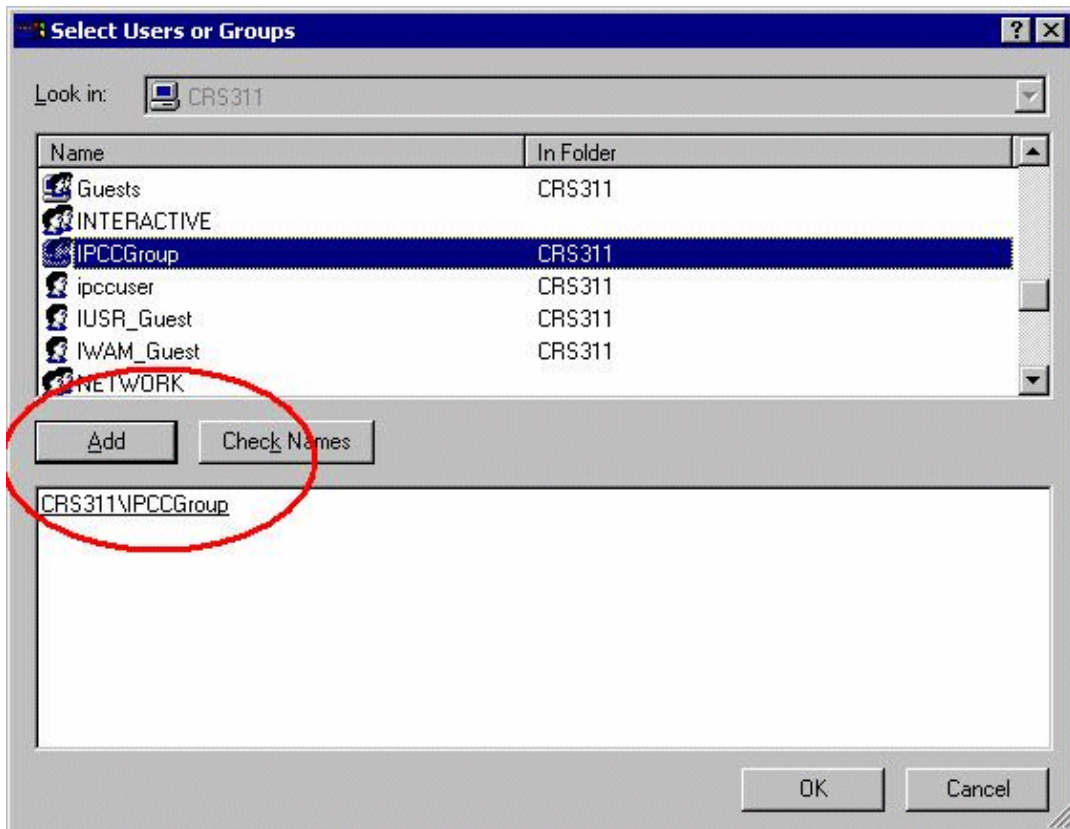 Select Users or Groups
Look in: CRS311
Name In Folder
Guests CRS311
INTERACTIVE
IPCCGroup CRS311
ipccuser CRS311
IUSR_Guest CRS311
IWAM_Guest CRS311
NETWORK
Add Check Names
CRS311\IPCCGroup
OK Cancel